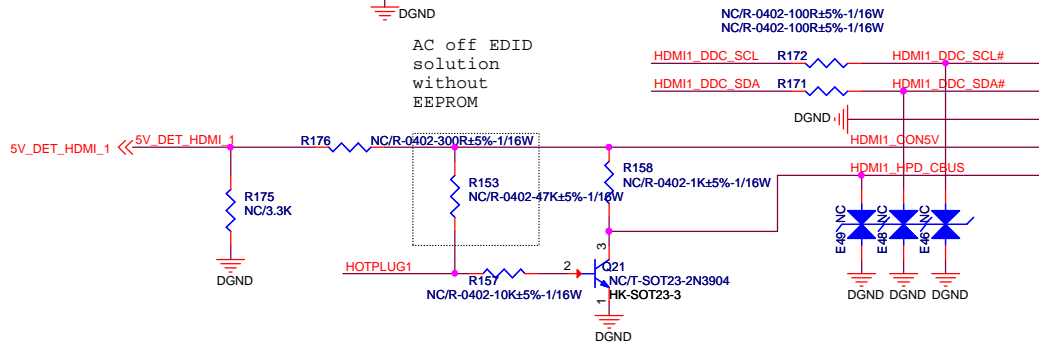 DGND
NC/R-0402-100R±5%-1/16W
NC/R-0402-100R±5%-1/16W
AC off EDID
solution
without
EEPROM
HDMI1_DDC_SCL R172 HDMI1_DDC_SCL#
HDMI1_DDC_SDA R171 HDMI1_DDC_SDA#
DGND
5V_DET_HDMI_1 5V_DET_HDMI_1 R176 NC/R-0402-300R±5%-1/16W HDMI1_CON5V
R158
NC/R-0402-1K±5%-1/16W
HDMI1_HPD_CBUS
R153
NC/R-0402-47K±5%-1/16W
R175
NC/3.3K
E49 NC
E48 NC
E46 NC
3
HOTPLUG1
2
Q21
R157
NC/T-SOT23-2N3904
NC/R-0402-10K±5%-1/16W
HK-SOT23-3
1
DGND
DGND DGND DGND
DGND